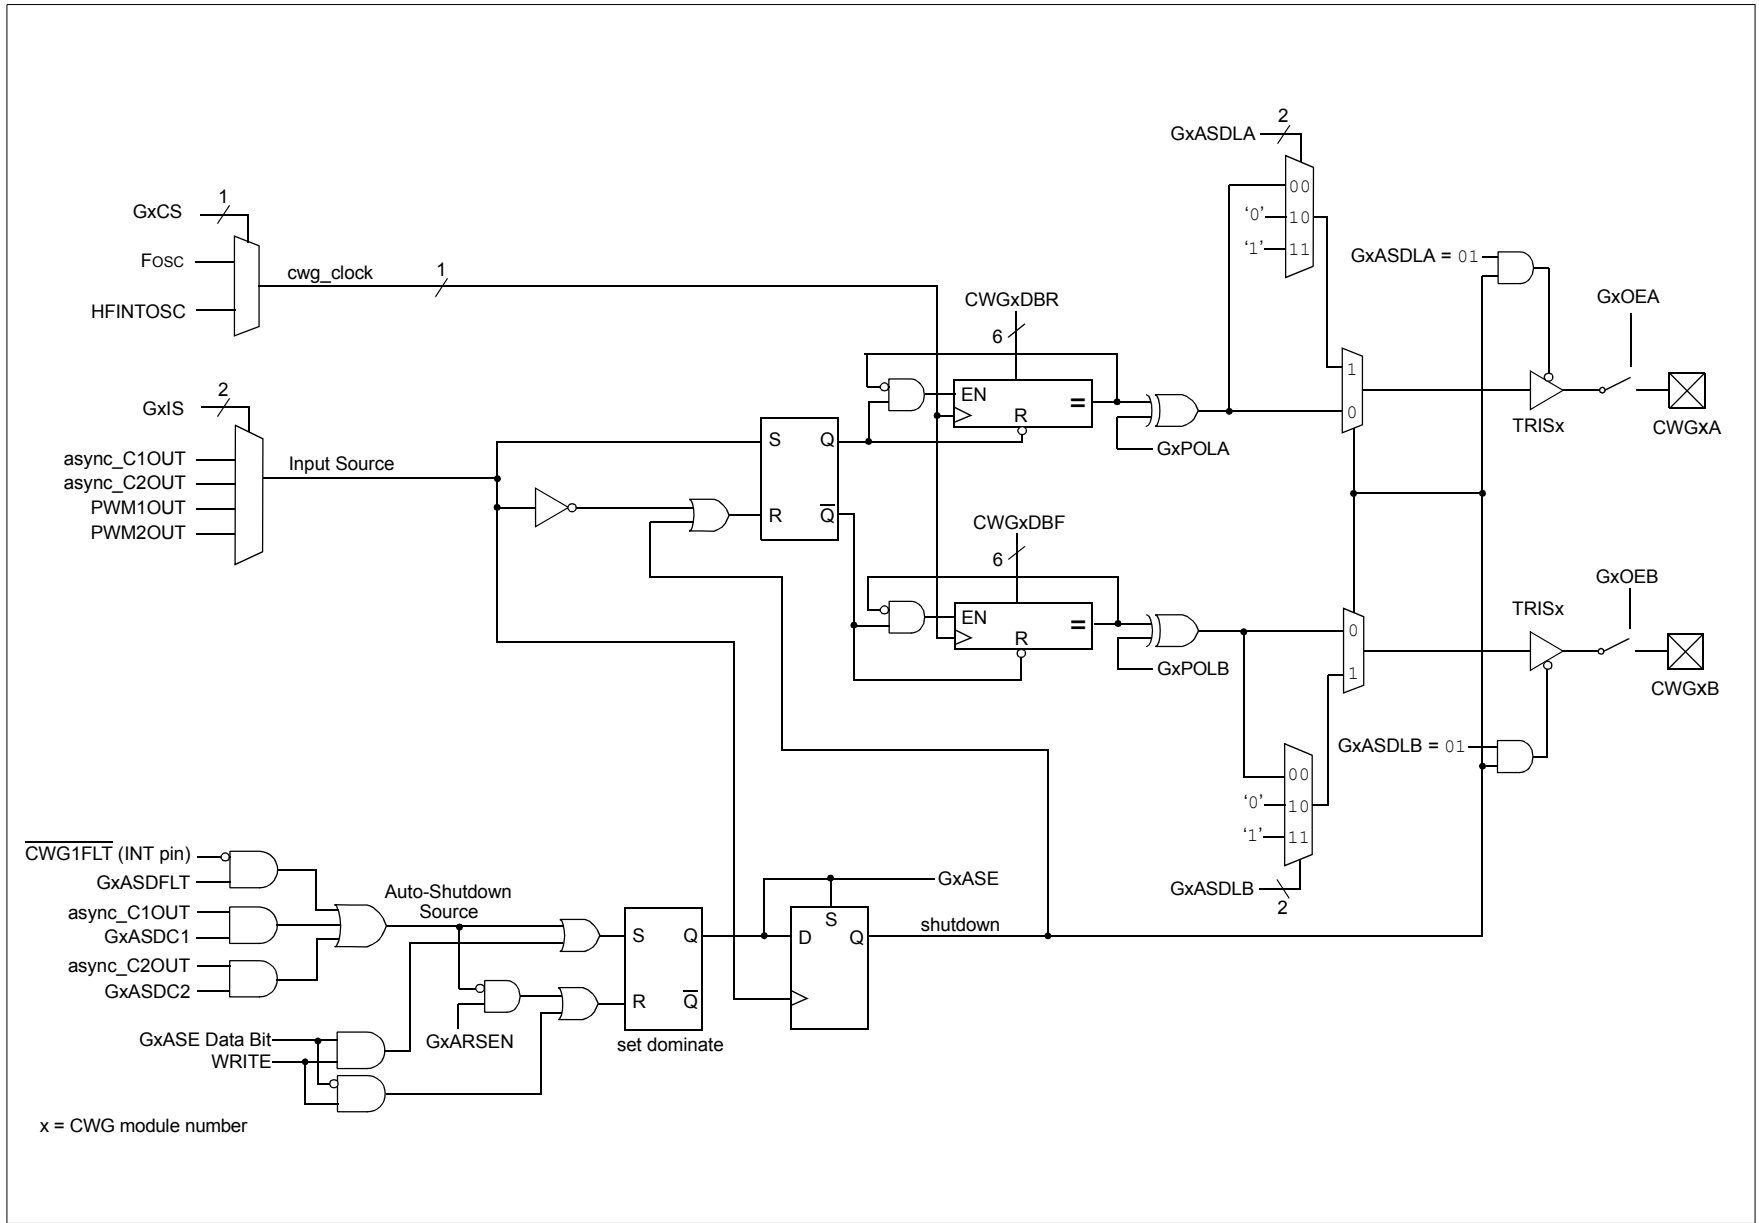 2
GxASDLA
00
'0'
10
'1'
11
1
GxCS
FOSC
HFINTOSC
cwg_clock
1
GxASDLA = 01
GxOEA
CWGxDBR
6
EN
=
R
GxPOLA
1
0
TRISx
CWGxA
2
GxIS
async_C1OUT
async_C2OUT
PWM1OUT
PWM2OUT
Input Source
S
Q
R
Q
CWGxDBF
6
EN
=
R
GxPOLB
0
1
TRISx
GxOEB
CWGxB
GxASDLB = 01
00
'0'
10
'1'
11
GxASDLB
2
CWG1FLT (INT pin)
GxASDFLT
async_C1OUT
GxASDC1
async_C2OUT
GxASDC2
Auto-Shutdown
Source
GxARSEN
GxASE Data Bit
WRITE
S
Q
R
Q
set dominate
GxASE
S
D
Q
shutdown
x = CWG module number